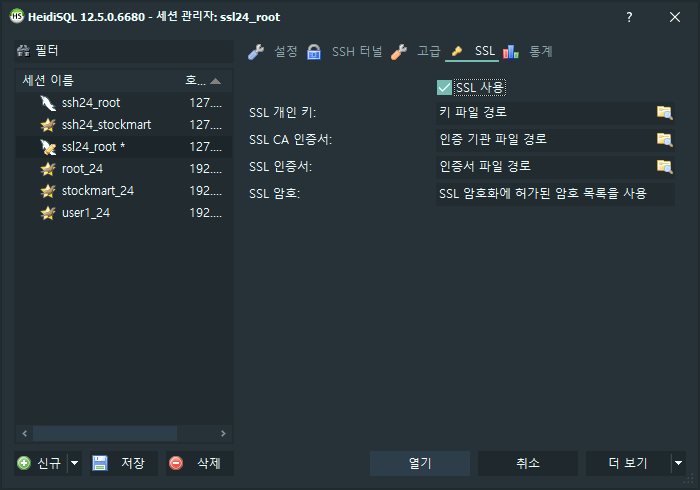 HeidiSQL 12.5.0.6680 - 세션 관리자: ssl24_root
필터
설정 SSH 터널 고급 SSL 통계
세션 이름 호...
ssh24_root 127....
ssh24_stockmart 127....
ssl24_root * 127....
root_24 192....
stockmart_24 192....
user1_24 192....
SSL 사용
SSL 개인 키: 키 파일 경로
SSL CA 인증서: 인증 기관 파일 경로
SSL 인증서: 인증서 파일 경로
SSL 암호: SSL 암호화에 허가된 암호 목록을 사용
신규 저장 삭제 열기 취소 더 보기